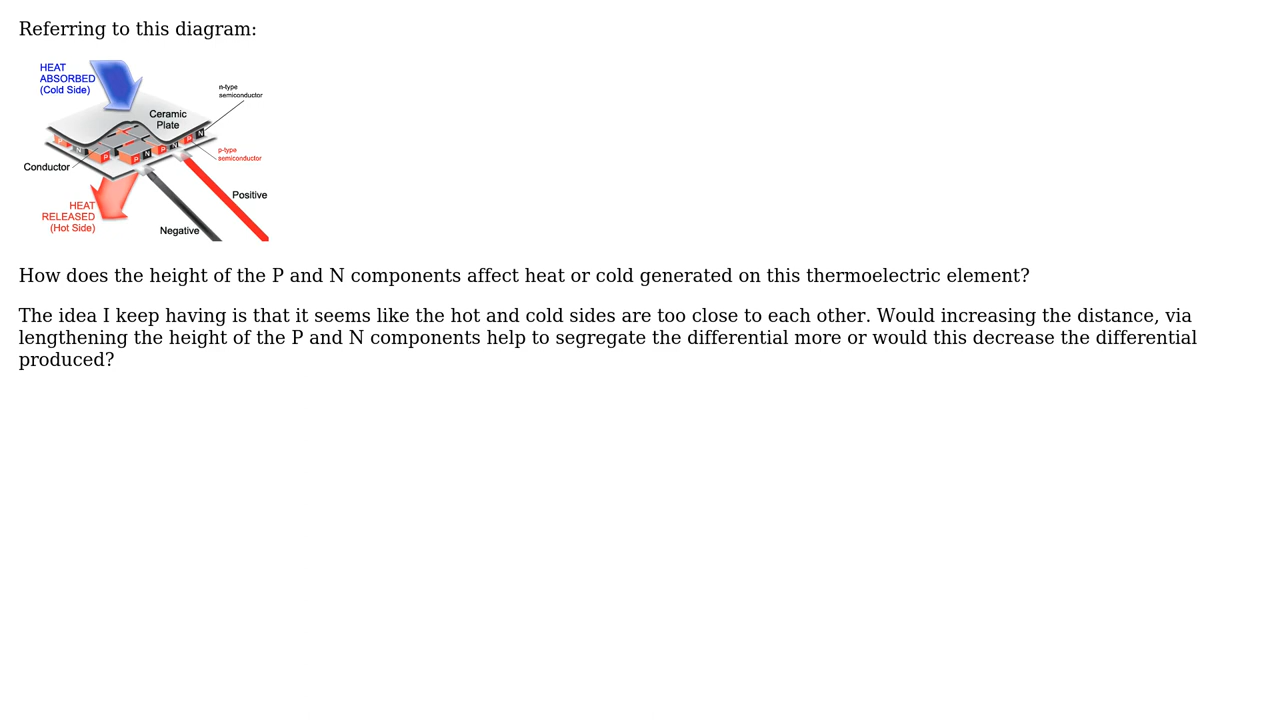 Referring to this diagram:
HEAT
ABSORBED
(Cold Side)
n-type
semiconductor
Ceramic
Plate
P
N
P
P
N
P
N
P
N
p-type
semiconductor
Conductor
Positive
HEAT
RELEASED
(Hot Side)
Negative
How does the height of the P and N components affect heat or cold generated on this thermoelectric element?
The idea I keep having is that it seems like the hot and cold sides are too close to each other. Would increasing the distance, via
lengthening the height of the P and N components help to segregate the differential more or would this decrease the differential
produced?